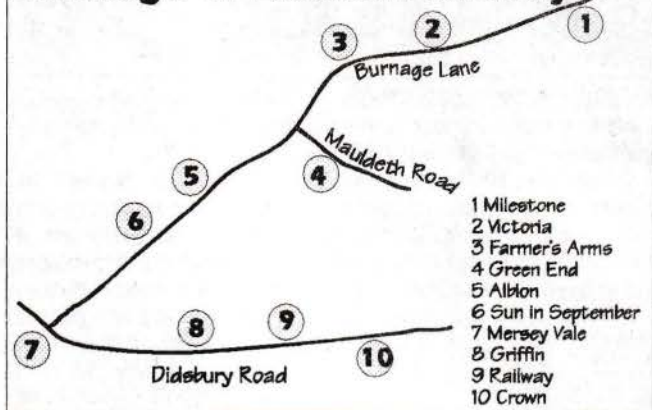 1
2
3
Burnage Lane
Mauldeth Road
4
5
6
7
8
9
10
Didsbury Road
1 Milestone
2 Victoria
3 Farmer's Arms
4 Green End
5 Albion
6 Sun in September
7 Mersey Vale
8 Griffin
9 Railway
10 Crown